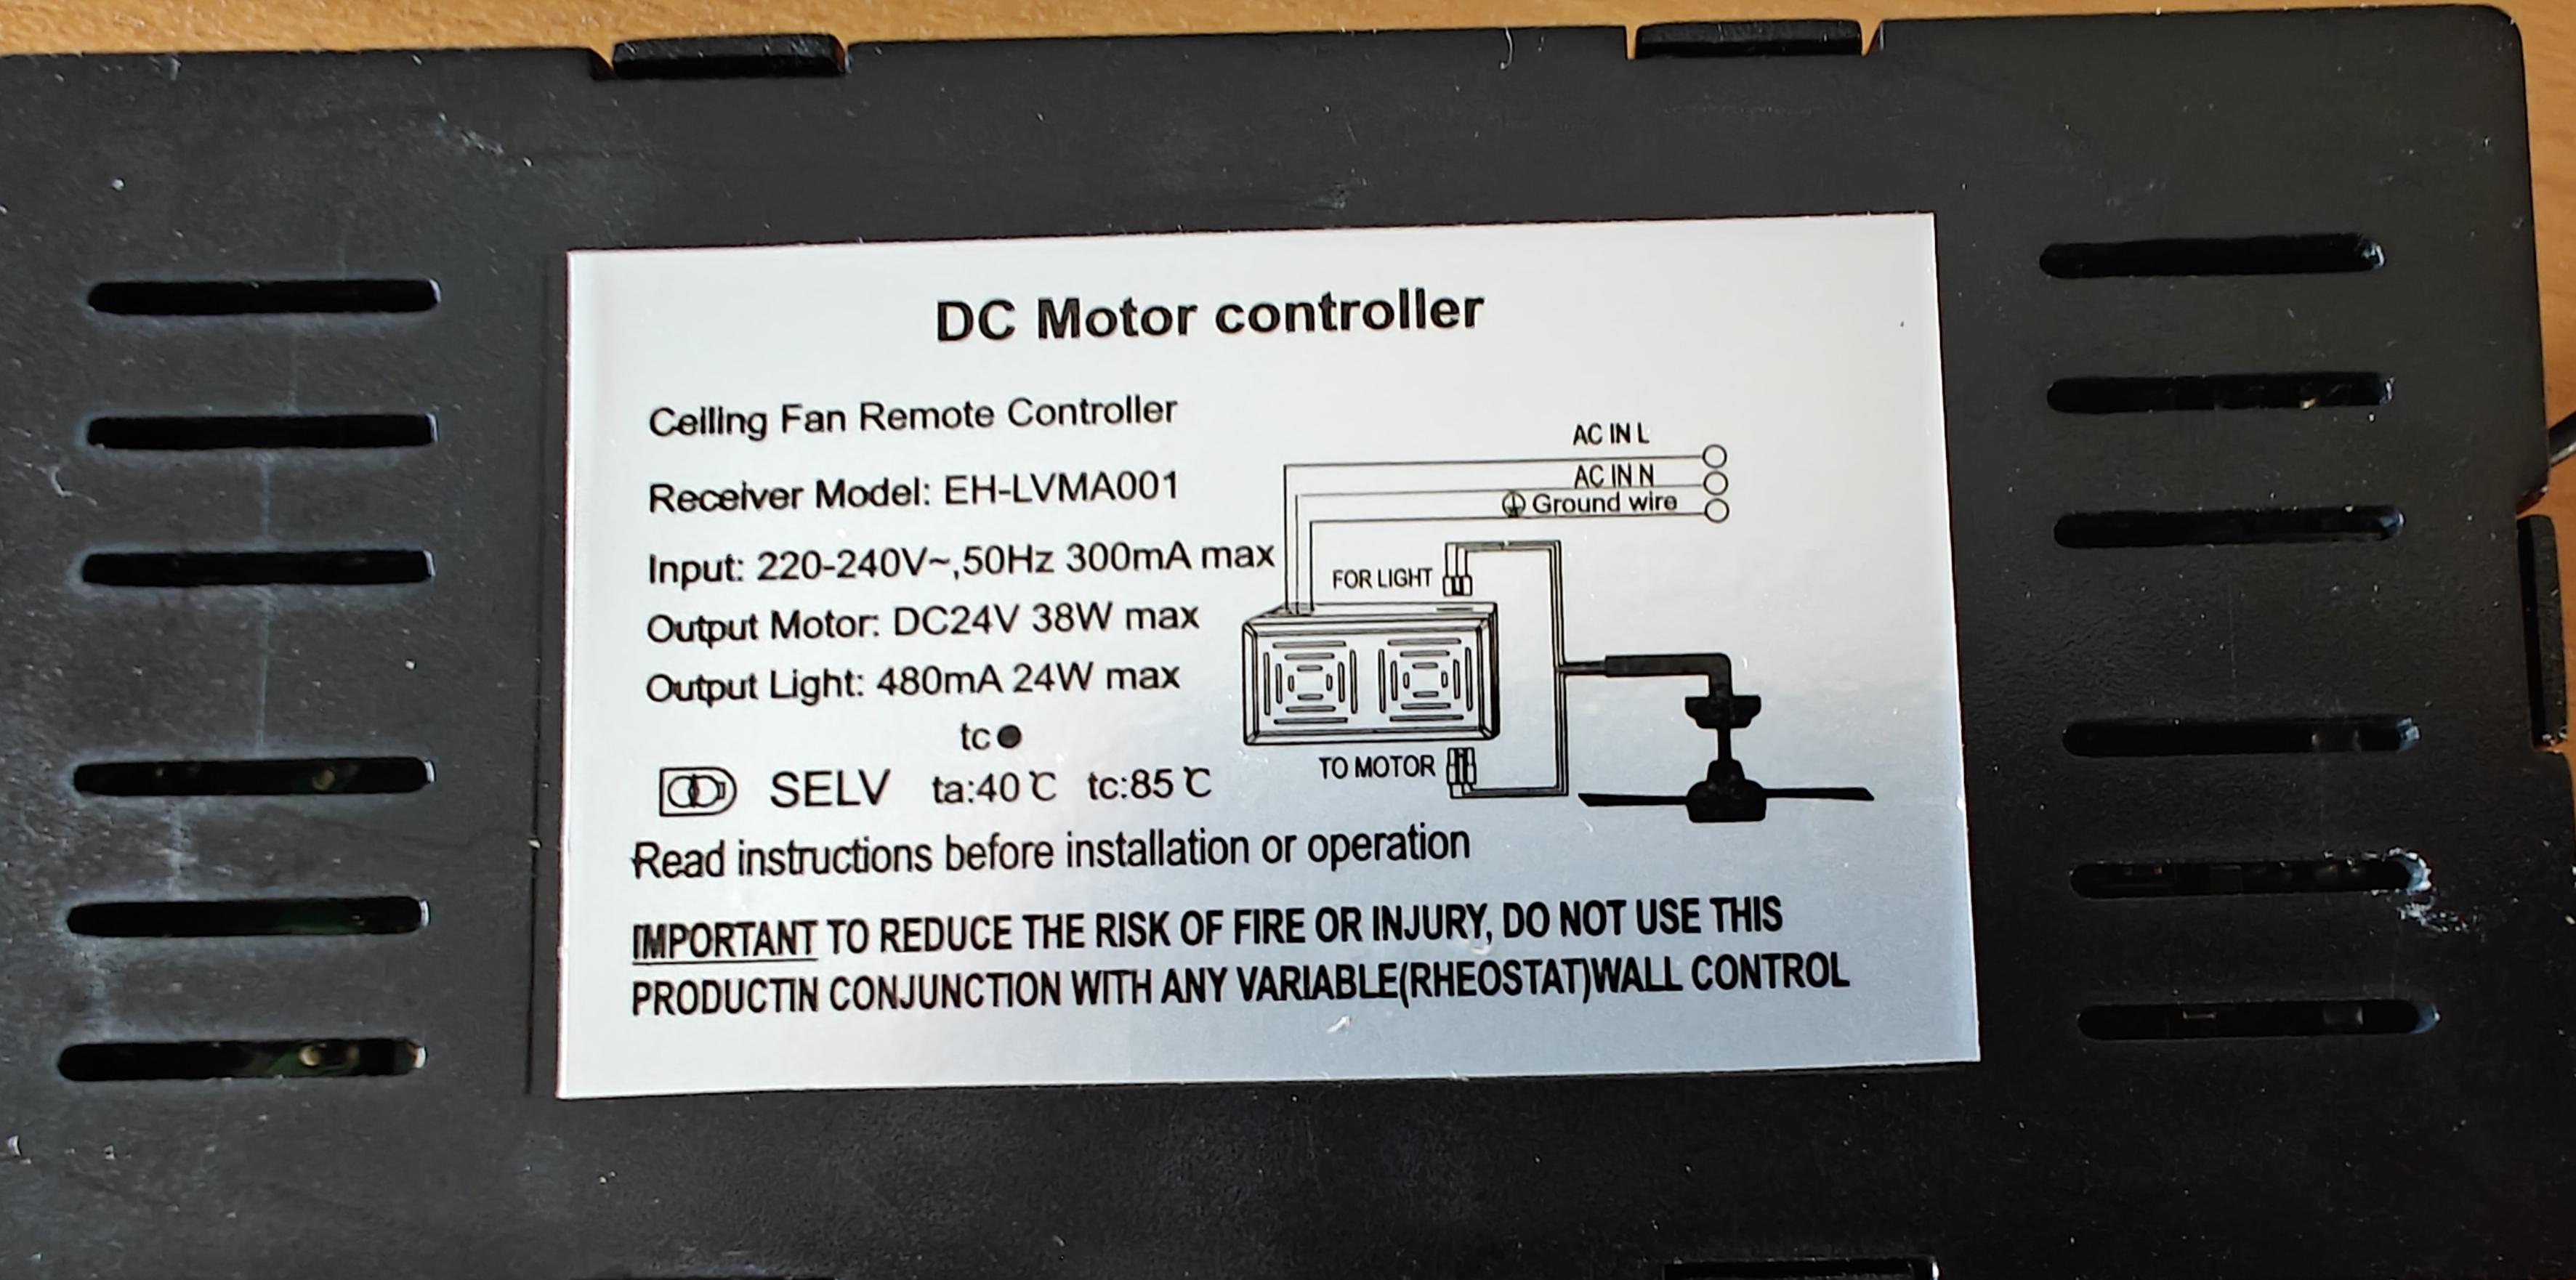 DC Motor controller
Ceiling Fan Remote Controller
Receiver Model: EH-LVMA001
Input: 220-240V~,50Hz 300mA max
Output Motor: DC24V 38W max
Output Light: 480mA 24W max
tc
SELV ta:40℃ tc:85℃
AC IN L
AC IN N
Ground wire
FOR LIGHT
TO MOTOR
Read instructions before installation or operation
IMPORTANT TO REDUCE THE RISK OF FIRE OR INJURY, DO NOT USE THIS
PRODUCTIN CONJUNCTION WITH ANY VARIABLE(RHEOSTAT)WALL CONTROL